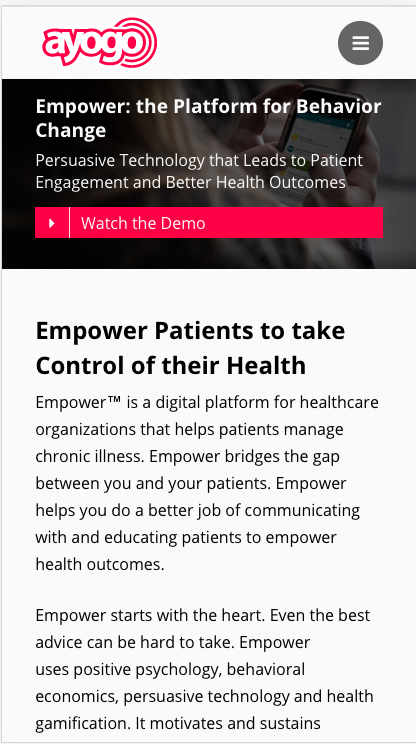 ayogo
Empower: the Platform for Behavior
Change
Persuasive Technology that Leads to Patient
Engagement and Better Health Outcomes
Watch the Demo
Empower Patients to take
Control of their Health
Empower™ is a digital platform for healthcare
organizations that helps patients manage
chronic illness. Empower bridges the gap
between you and your patients. Empower
helps you do a better job of communicating
with and educating patients to empower
health outcomes.
Empower starts with the heart. Even the best
advice can be hard to take. Empower
uses positive psychology, behavioral
economics, persuasive technology and health
gamification. It motivates and sustains